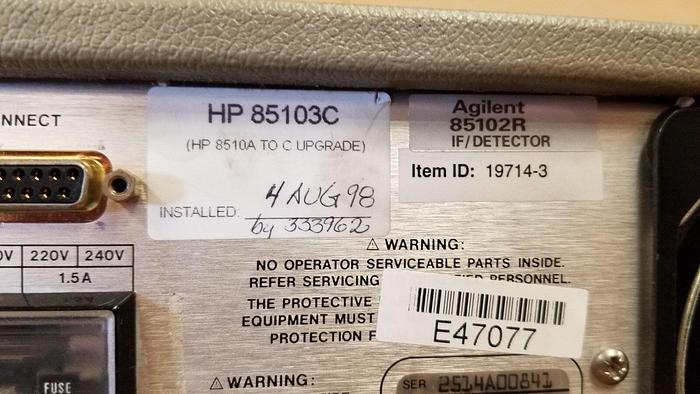 NNECT
HP 85103C
(HP 8510A TO C UPGRADE)
INSTALLED: 4 AUG 98
by 333962
Agilent
85102R
IF/DETECTOR
Item ID: 19714-3
0V 220V 240V
1.5A
FUSE
⚠ WARNING:
NO OPERATOR SERVICEABLE PARTS INSIDE.
REFER SERVICING PERSONNEL.
THE PROTECTIVE
EQUIPMENT MUST
PROTECTION F
E47077
⚠ WARNING:
SER 2514A00841